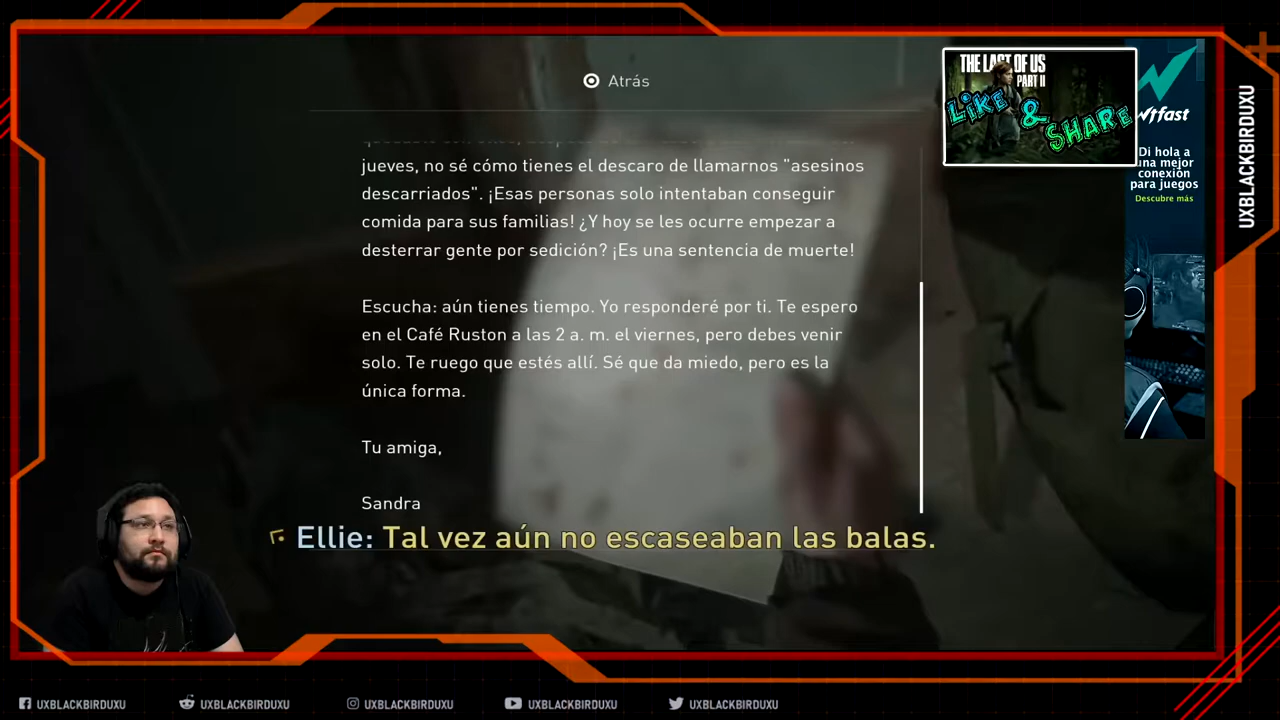 Atrás
jueves, no sé cómo tienes el descaro de llamarnos "asesinos
descarriados". ¡Esas personas solo intentaban conseguir
comida para sus familias! ¿Y hoy se les ocurre empezar a
desterrar gente por sedición? ¡Es una sentencia de muerte!
Escucha: aún tienes tiempo. Yo responderé por ti. Te espero
en el Café Ruston a las 2 a. m. el viernes, pero debes venir
solo. Te ruego que estés allí. Sé que da miedo, pero es la
única forma.
Tu amiga,
Sandra
Ellie: Tal vez aún no escaseaban las balas.
THE LAST OF US
PART II
LIKE
&
SHARE
wtfast
Di hola a
una mejor
conexión
para juegos
Descubre más
UXBLACKBIRDUXU
UXBLACKBIRDUXU
UXBLACKBIRDUXU
UXBLACKBIRDUXU
UXBLACKBIRDUXU
UXBLACKBIRDUXU